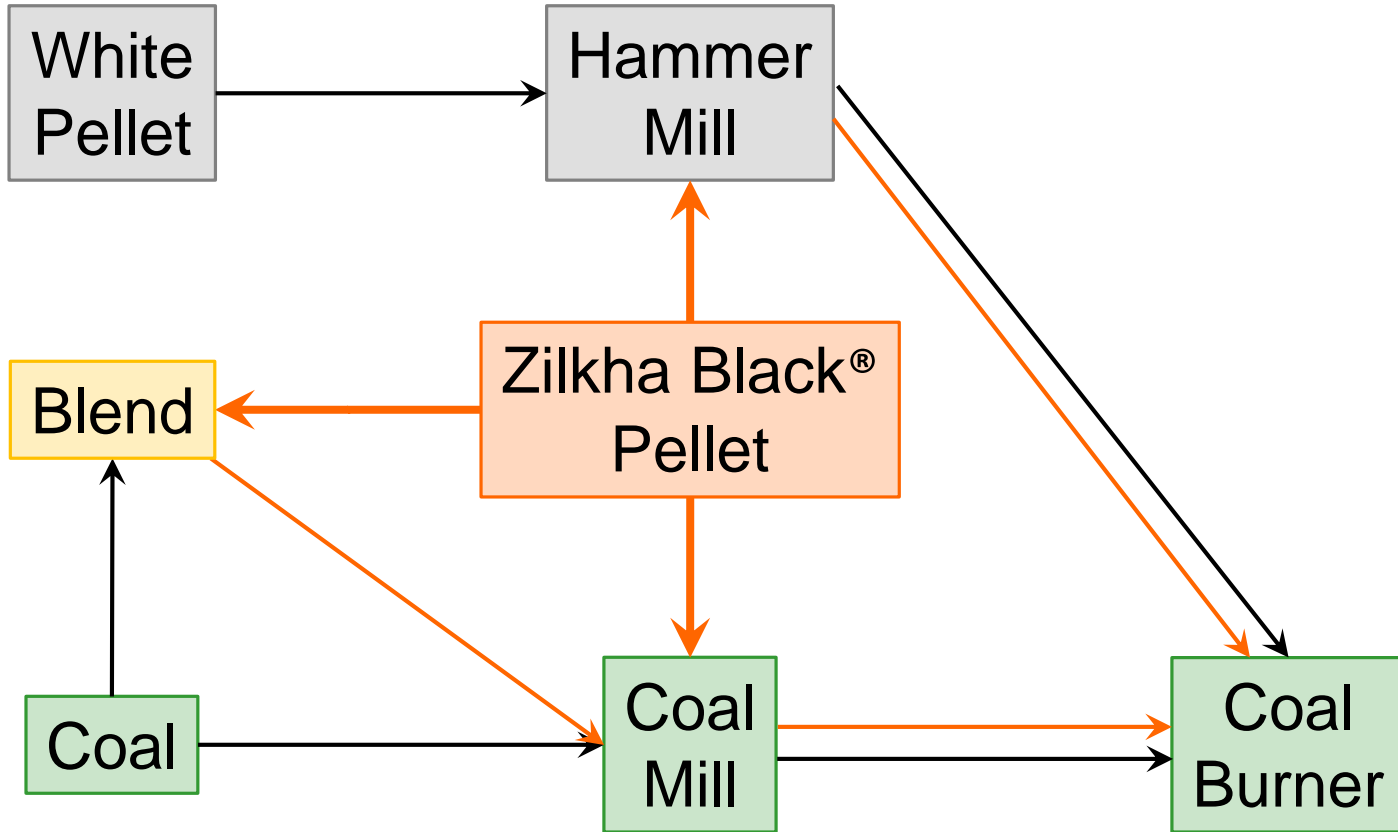 White
Pellet
Hammer
Mill
Zilkha Black®
Pellet
Blend
Coal
Coal
Mill
Coal
Burner